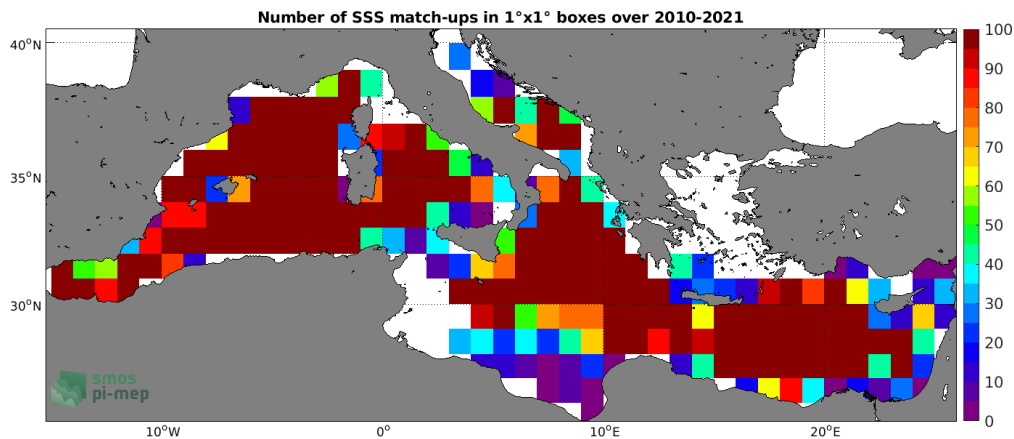 Number of SSS match-ups in 1°x1° boxes over 2010-2021
40°N
35°N
30°N
10°W
0°
10°E
20°E
100
90
80
70
60
50
40
30
20
10
0
smos
pi-mep